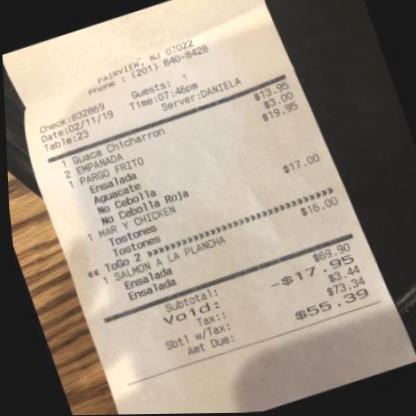 FAIRVIEW, NJ 07022
Phone : (201) 840-8428
Guests: 1
Check:832869
Date:02/11/19 Time:07:46pm
Table:23 Server:DANIELA
1 Guaca Chicharron $13.95
2 EMPANADA $3.00
1 PARGO FRITO $19.95
Ensalada
Aguacate
No Cebolla
No Cebolla Roja
1 MAR Y CHICKEN $17.00
Tostones
Tostones
«« ToGo 2 »»»»»»»»»»»»»»»»»»»»
1 SALMON A LA PLANCHA $16.00
Ensalada
Ensalada
Subtotal: $69.90
Void: -$17.95
Tax:: $3.44
Sbtl w/Tax: $73.34
Amt Due: $55.39